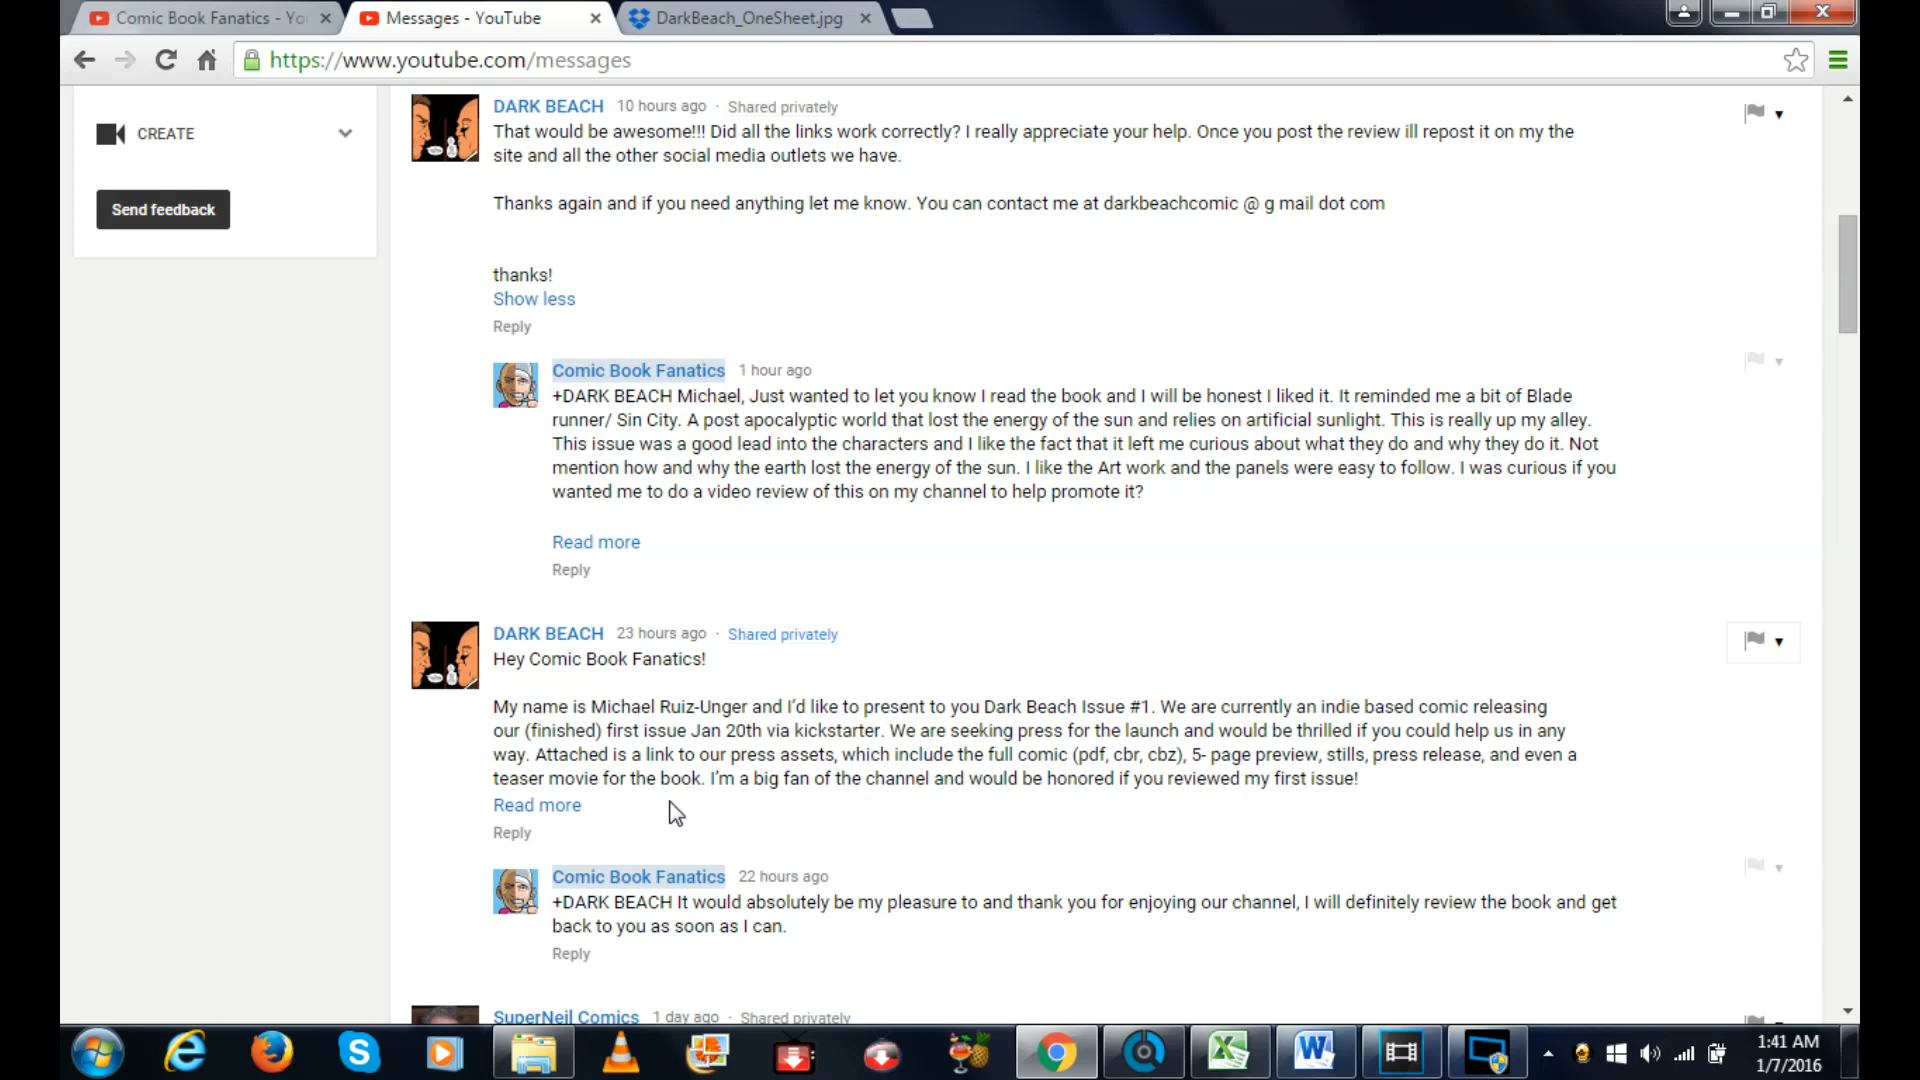 Comic Book Fanatics - Yo
Messages - YouTube
DarkBeach_OneSheet.jpg
https://www.youtube.com/messages
CREATE
Send feedback
DARK BEACH 10 hours ago · Shared privately
That would be awesome!!! Did all the links work correctly? I really appreciate your help. Once you post the review ill repost it on my the
site and all the other social media outlets we have.
Thanks again and if you need anything let me know. You can contact me at darkbeachcomic @ g mail dot com
thanks!
Show less
Reply
Comic Book Fanatics 1 hour ago
+DARK BEACH Michael, Just wanted to let you know I read the book and I will be honest I liked it. It reminded me a bit of Blade
runner/ Sin City. A post apocalyptic world that lost the energy of the sun and relies on artificial sunlight. This is really up my alley.
This issue was a good lead into the characters and I like the fact that it left me curious about what they do and why they do it. Not
mention how and why the earth lost the energy of the sun. I like the Art work and the panels were easy to follow. I was curious if you
wanted me to do a video review of this on my channel to help promote it?
Read more
Reply
DARK BEACH 23 hours ago · Shared privately
Hey Comic Book Fanatics!
My name is Michael Ruiz-Unger and I'd like to present to you Dark Beach Issue #1. We are currently an indie based comic releasing
our (finished) first issue Jan 20th via kickstarter. We are seeking press for the launch and would be thrilled if you could help us in any
way. Attached is a link to our press assets, which include the full comic (pdf, cbr, cbz), 5- page preview, stills, press release, and even a
teaser movie for the book. I'm a big fan of the channel and would be honored if you reviewed my first issue!
Read more
Reply
Comic Book Fanatics 22 hours ago
+DARK BEACH It would absolutely be my pleasure to and thank you for enjoying our channel, I will definitely review the book and get
back to you as soon as I can.
Reply
SuperNeil Comics 1 day ago · Shared privately
1:41 AM
1/7/2016